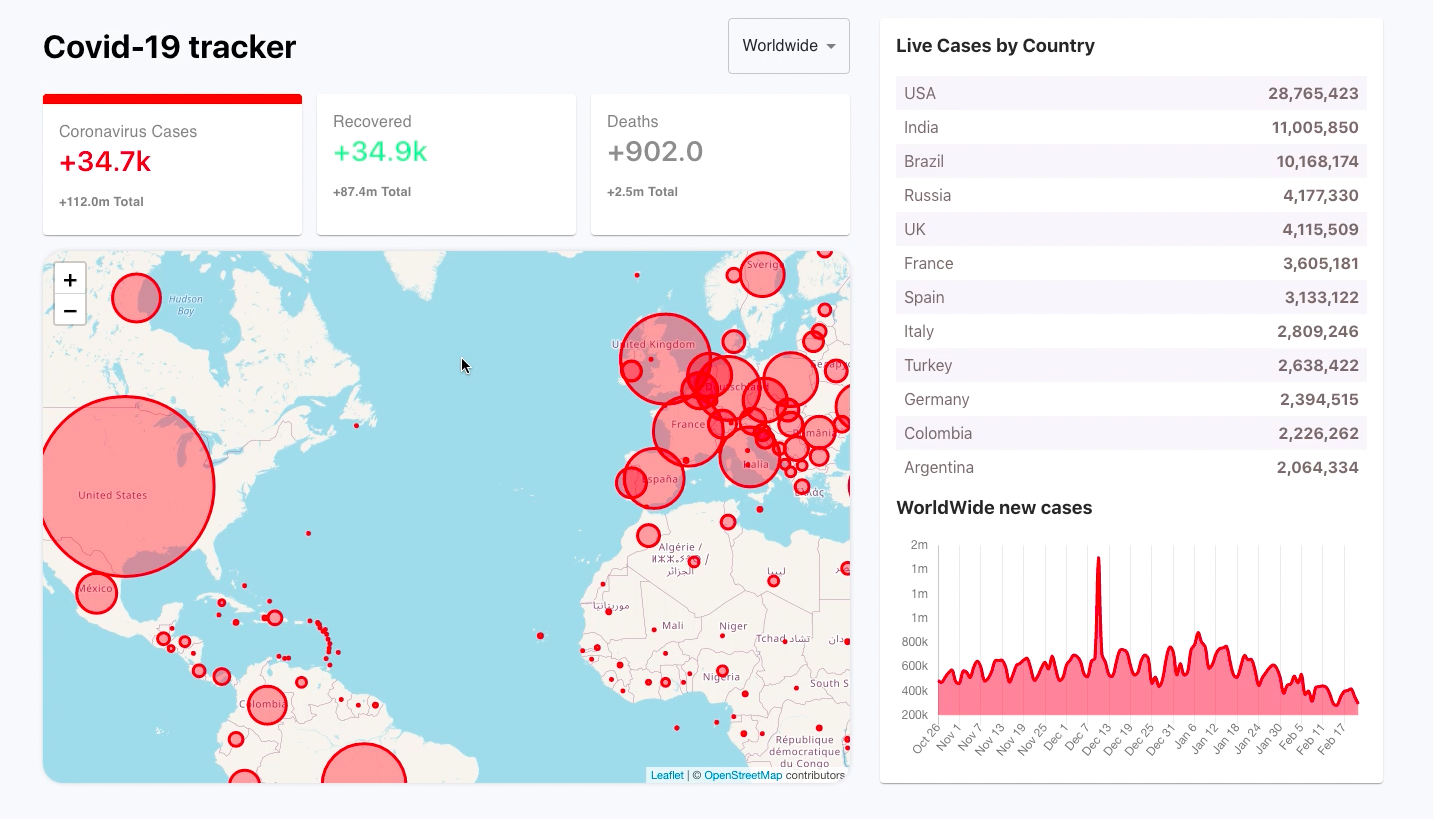 Covid-19 tracker
Worldwide
Coronavirus Cases
+34.7k
+112.0m Total
Recovered
+34.9k
+87.4m Total
Deaths
+902.0
+2.5m Total
+
−
Hudson
Bay
Sverige
United Kingdom
Deutschland
France
România
Italia
España
Ελλάς
United States
México
Algérie /
الجزائر
ليبيا
موريتانيا
Mali
Niger
Tchad تشاد
Nigeria
South S
Colombia
République
démocratique
du Congo
Leaflet | © OpenStreetMap contributors
Live Cases by Country
USA 28,765,423
India 11,005,850
Brazil 10,168,174
Russia 4,177,330
UK 4,115,509
France 3,605,181
Spain 3,133,122
Italy 2,809,246
Turkey 2,638,422
Germany 2,394,515
Colombia 2,226,262
Argentina 2,064,334
WorldWide new cases
2m
1m
1m
1m
800k
600k
400k
200k
Oct 26 Nov 1 Nov 7 Nov 13 Nov 19 Nov 25 Dec 1 Dec 7 Dec 13 Dec 19 Dec 25 Dec 31 Jan 6 Jan 12 Jan 18 Jan 24 Jan 30 Feb 5 Feb 11 Feb 17